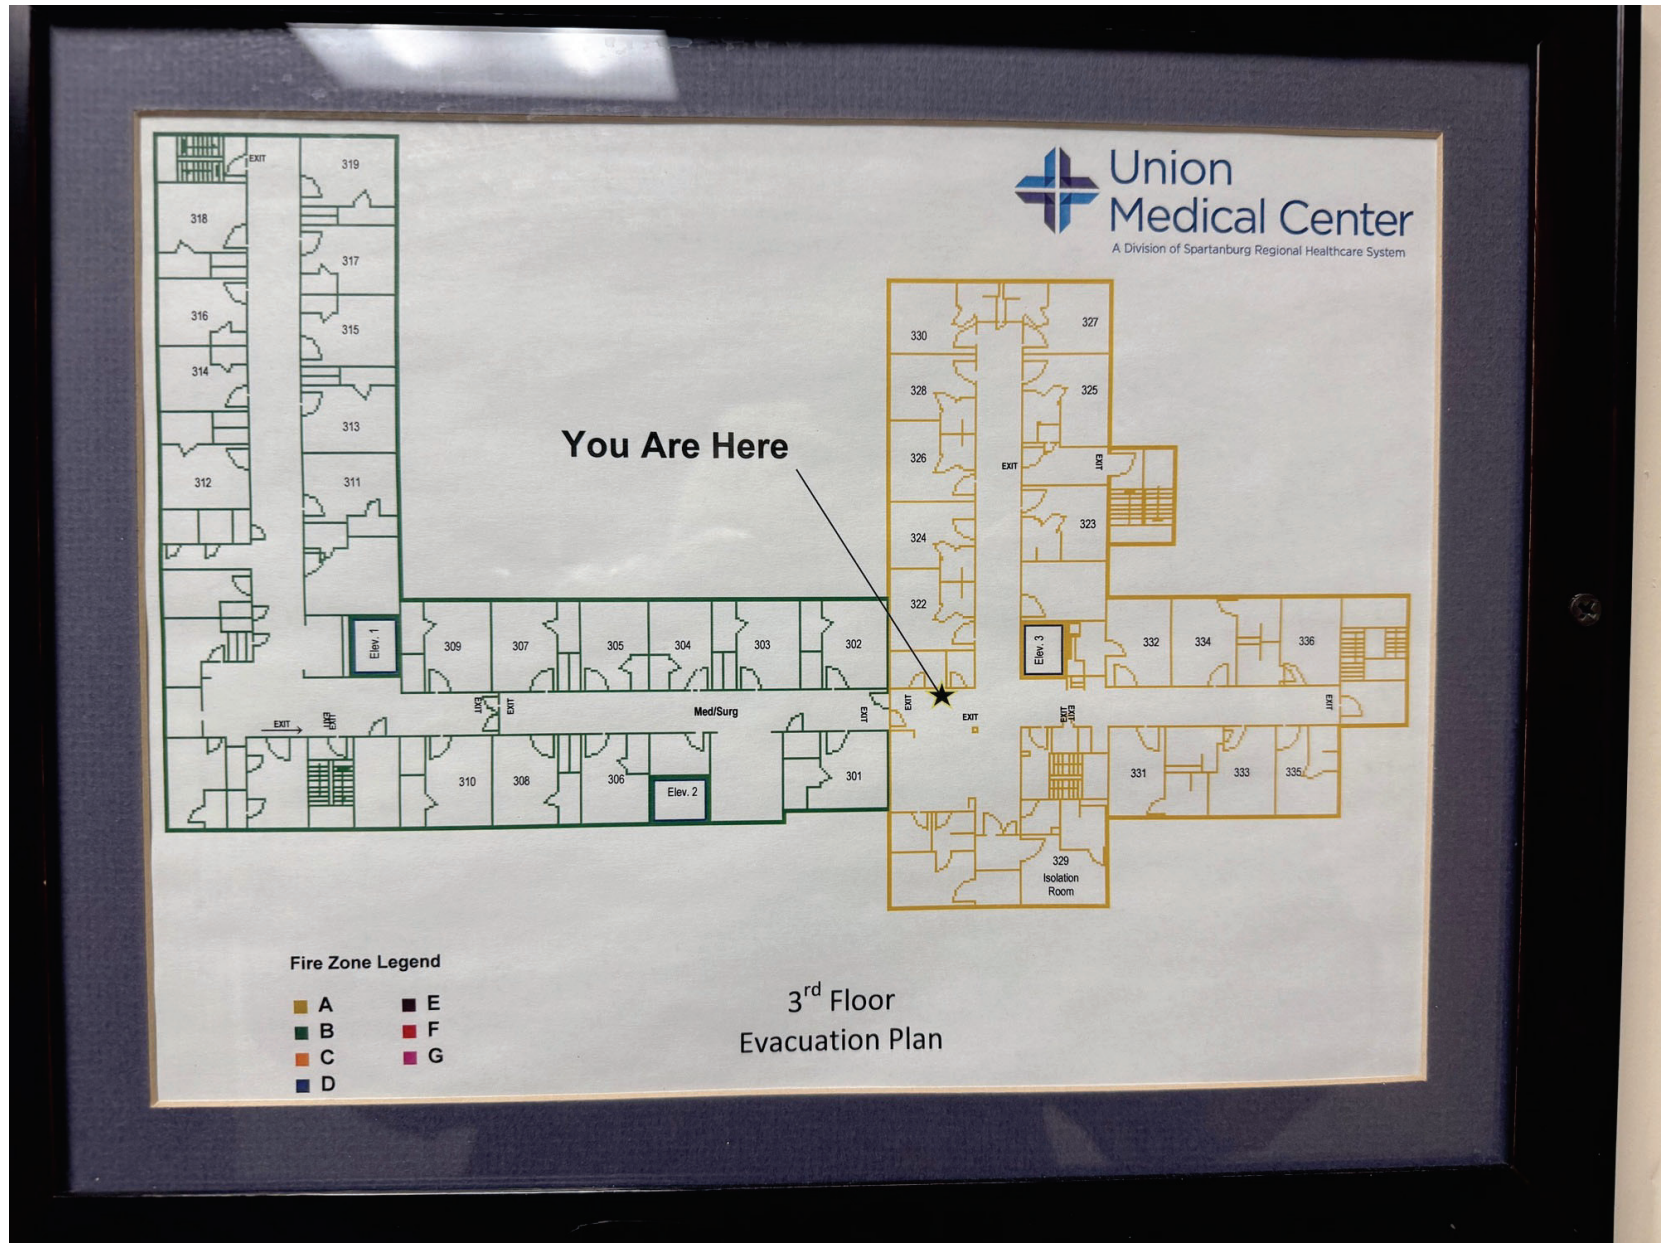 Union
Medical Center
A Division of Spartanburg Regional Healthcare System
EXIT
319
318
317
316
315
314
313
312
311
330
327
328
325
326
EXIT
EXIT
324
323
322
You Are Here
Elev. 1
309
307
305
304
303
302
Elev. 3
332
334
336
EXIT
EXIT
EXIT
EXIT
EXIT
Med/Surg
EXIT
EXIT
EXIT
EXIT
EXIT
EXIT
310
308
306
Elev. 2
301
331
333
335
329
Isolation
Room
Fire Zone Legend
A
B
C
D
E
F
G
3rd Floor
Evacuation Plan